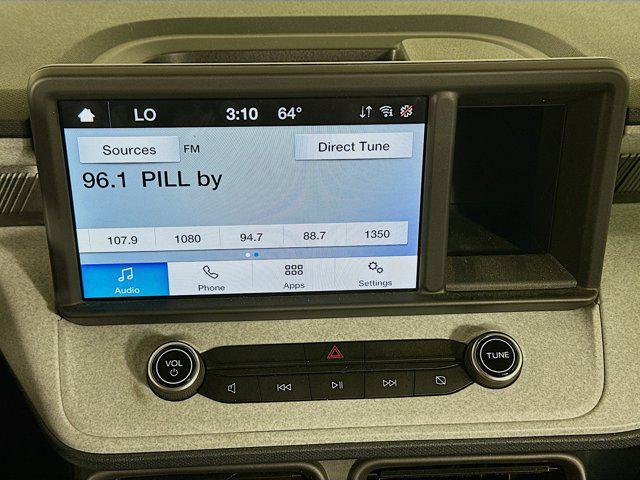 LO 3:10 64°
Sources FM Direct Tune
96.1 PILL by
107.9 1080 94.7 88.7 1350
Audio Phone Apps Settings
VOL TUNE